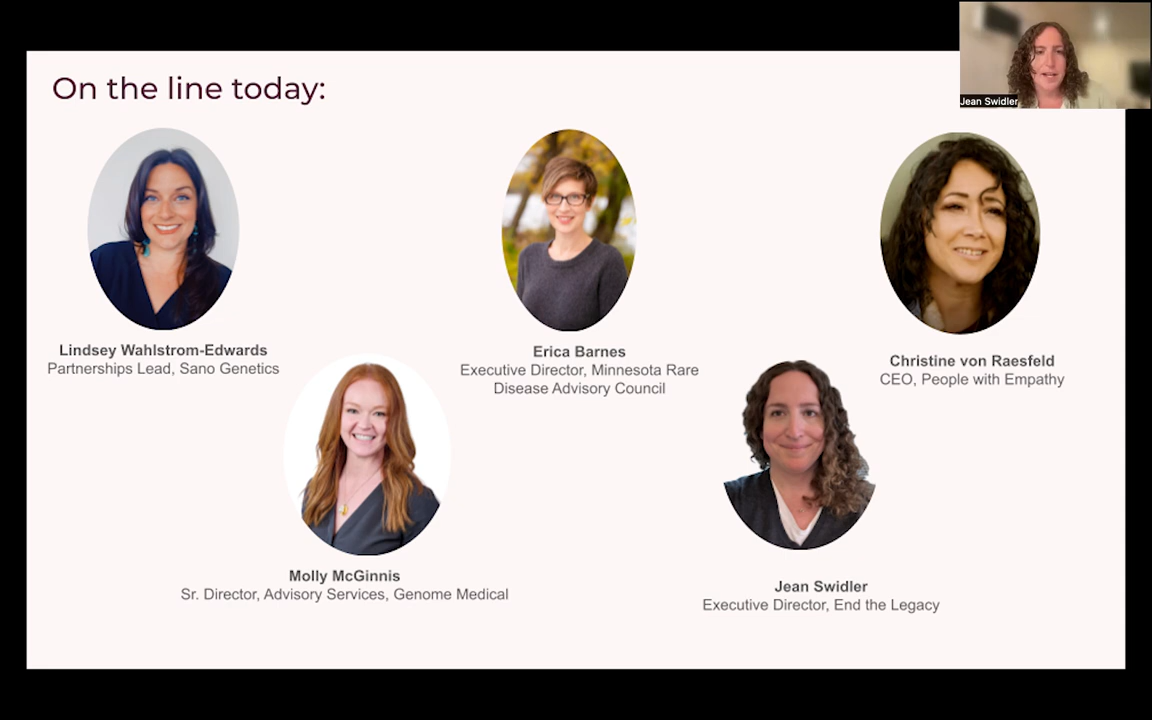 On the line today:
Jean Swidler
Lindsey Wahlstrom-Edwards
Partnerships Lead, Sano Genetics
Erica Barnes
Executive Director, Minnesota Rare
Disease Advisory Council
Christine von Raesfeld
CEO, People with Empathy
Molly McGinnis
Sr. Director, Advisory Services, Genome Medical
Jean Swidler
Executive Director, End the Legacy